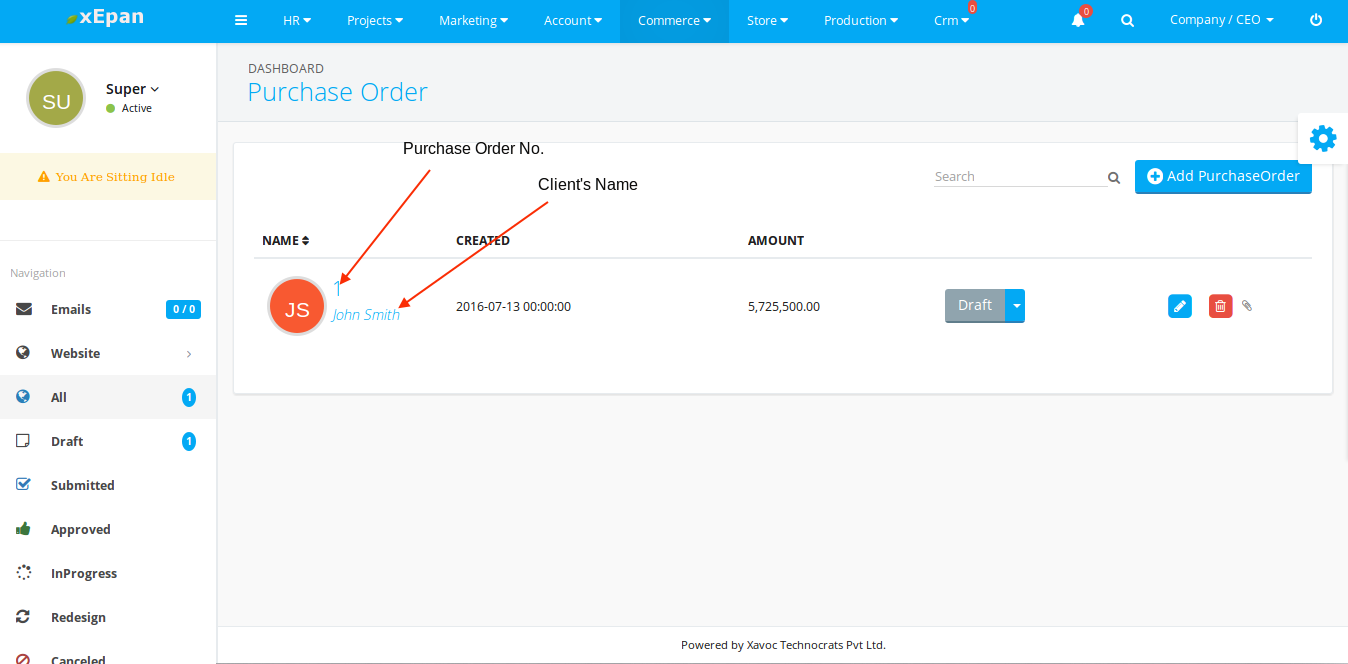 xEpan
HR
Projects
Marketing
Account
Commerce
Store
Production
Crm
0
0
Company / CEO
SU
Super
Active
You Are Sitting Idle
Navigation
Emails 0 / 0
Website
All 1
Draft 1
Submitted
Approved
InProgress
Redesign
Canceled
DASHBOARD
Purchase Order
Purchase Order No.
Client's Name
Search
Add PurchaseOrder
NAME CREATED AMOUNT
JS
1
John Smith
2016-07-13 00:00:00
5,725,500.00
Draft
Powered by Xavoc Technocrats Pvt Ltd.